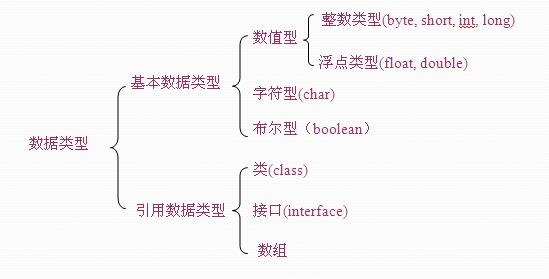 整数类型(byte, short, int, long)
数值型
浮点类型(float, double)
基本数据类型
字符型(char)
布尔型（boolean）
数据类型
类(class)
引用数据类型
接口(interface)
数组